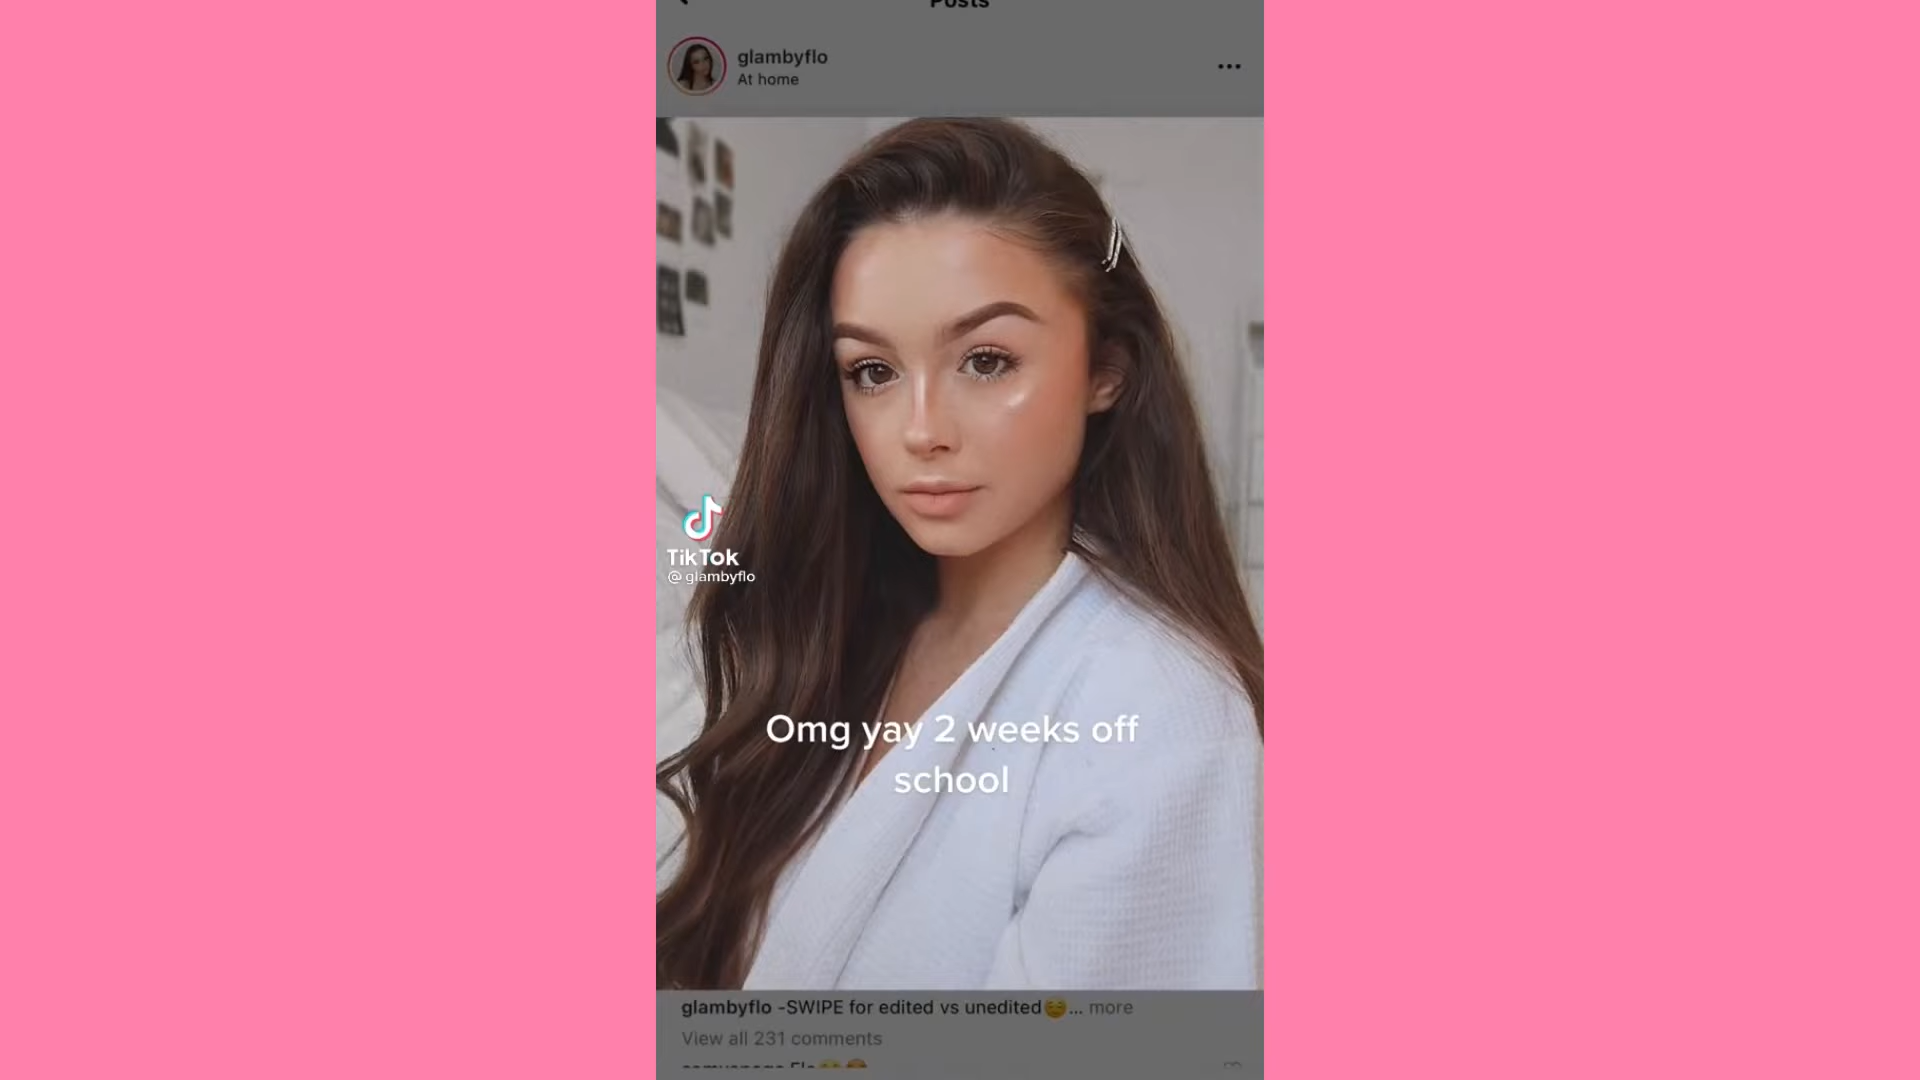 Posts
glambyflo
At home
TikTok
@ glambyflo
Omg yay 2 weeks off
school
glambyflo -SWIPE for edited vs unedited😌... more
View all 231 comments